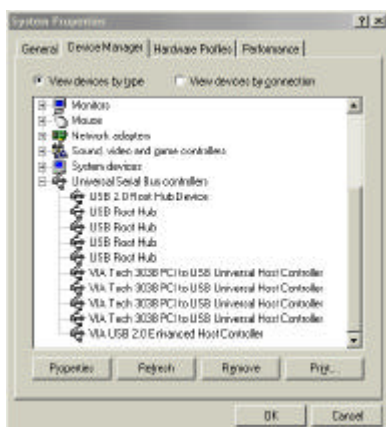 System Properties
General Device Manager Hardware Profiles Performance
View devices by type View devices by connection
Monitors
Mouse
Network adapters
Sound, video and game controllers
System devices
Universal Serial Bus controllers
USB 2.0 Root Hub Device
USB Root Hub
USB Root Hub
USB Root Hub
USB Root Hub
VIA Tech 3038 PCI to USB Universal Host Controller
VIA Tech 3038 PCI to USB Universal Host Controller
VIA Tech 3038 PCI to USB Universal Host Controller
VIA Tech 3038 PCI to USB Universal Host Controller
VIA USB 2.0 Enhanced Host Controller
Properties Refresh Remove Print...
OK Cancel